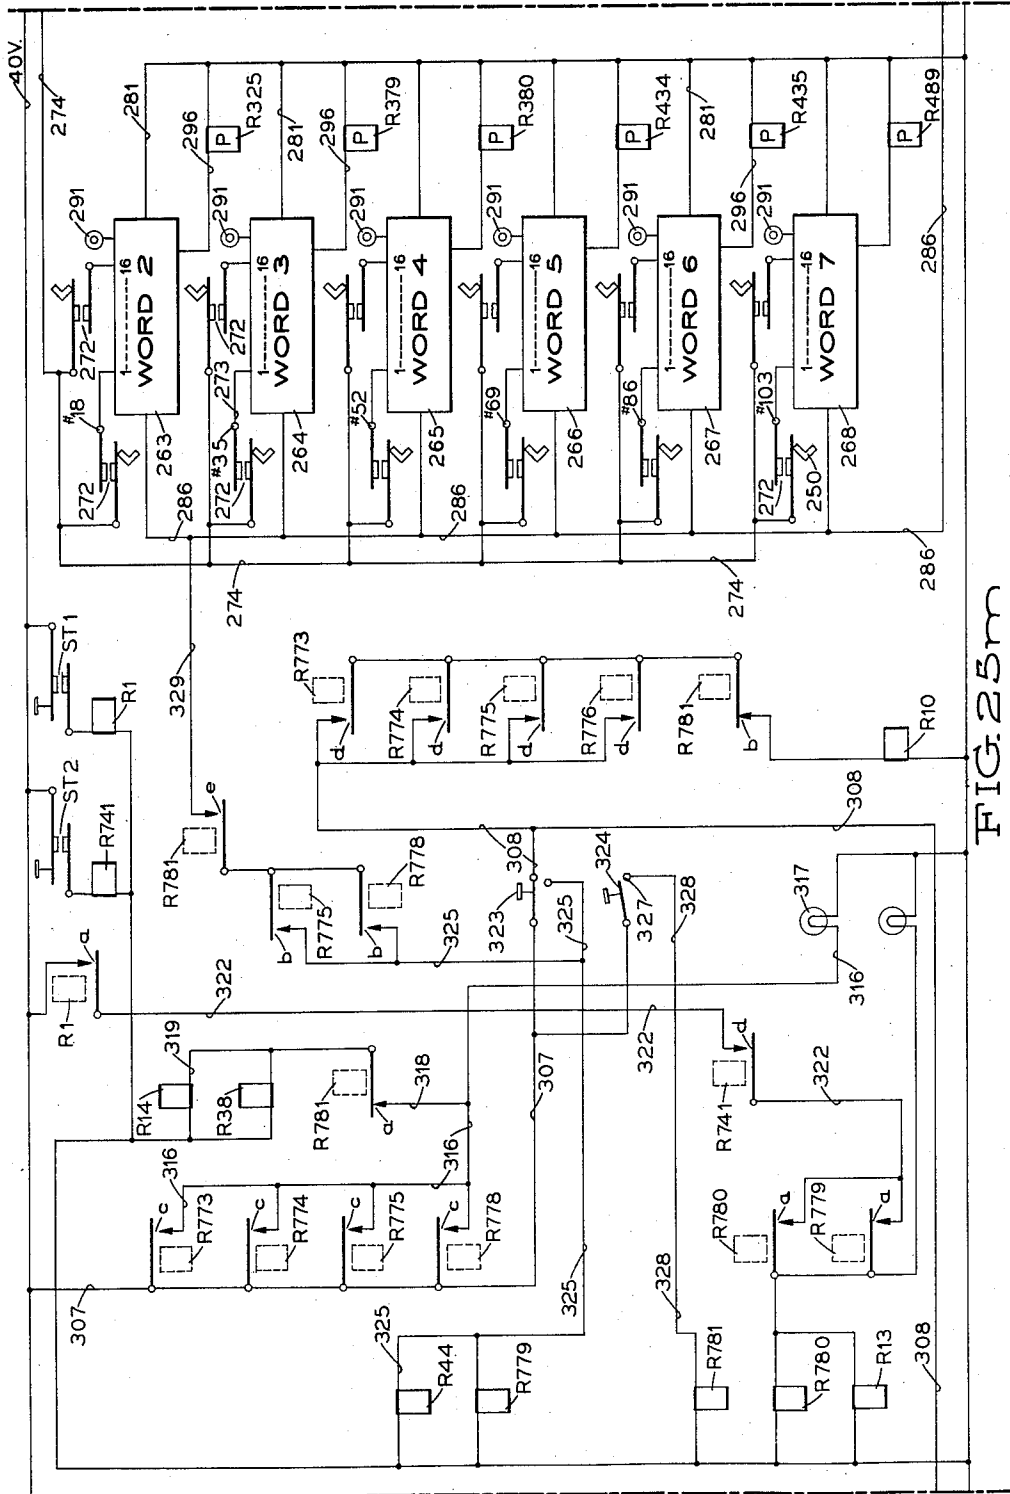 40V.
274
ST2
ST1
R1
a
R741
R1
R14
319
R38
322
316
c
R773
R774
c
R775
c
R778
c
307
316
R781
a
318
329
R781
e
b
R775
b
R778
325
323
308
325
307
324
327
328
322
R773
d
R774
d
R775
d
R776
d
R781
b
R10
308
325
R44
R779
325
328
R781
R741
d
322
R780
a
R779
a
R780
R13
308
316
317
#18
272
272
291
281
1------16
WORD 2
263
286
296
P
R325
#35
273
272
272
291
281
1------16
WORD 3
264
296
P
R379
#52
291
1------16
WORD 4
265
286
P
R380
#69
291
1------16
WORD 5
266
P
R434
274
#86
291
281
1------16
WORD 6
267
296
P
R435
274
#103
272
250
291
1------16
WORD 7
268
P
R489
286
286
FIG.25m